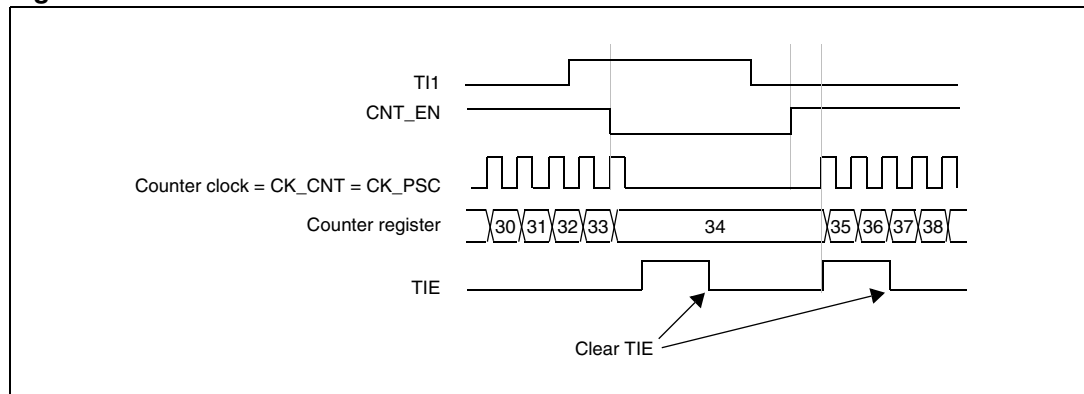 TI1
CNT_EN
Counter clock = CK_CNT = CK_PSC
Counter register 30 31 32 33 34 35 36 37 38
TIE
Clear TIE